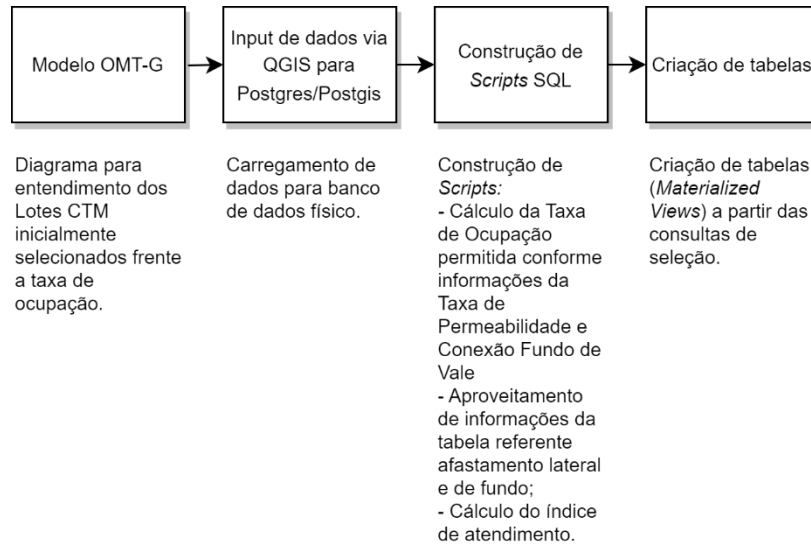 Modelo OMT-G
Input de dados via
QGIS para
Postgres/Postgis
Construção de
Scripts SQL
Criação de tabelas
Diagrama para
entendimento dos
Lotes CTM
inicialmente
selecionados frente
a taxa de
ocupação.
Carregamento de
dados para banco
de dados físico.
Construção de
Scripts:
- Cálculo da Taxa
de Ocupação
permitida conforme
informações da
Taxa de
Permeabilidade e
Conexão Fundo de
Vale
- Aproveitamento
de informações da
tabela referente
afastamento lateral
e de fundo;
- Cálculo do índice
de atendimento.
Criação de tabelas
(Materialized
Views) a partir das
consultas de
seleção.